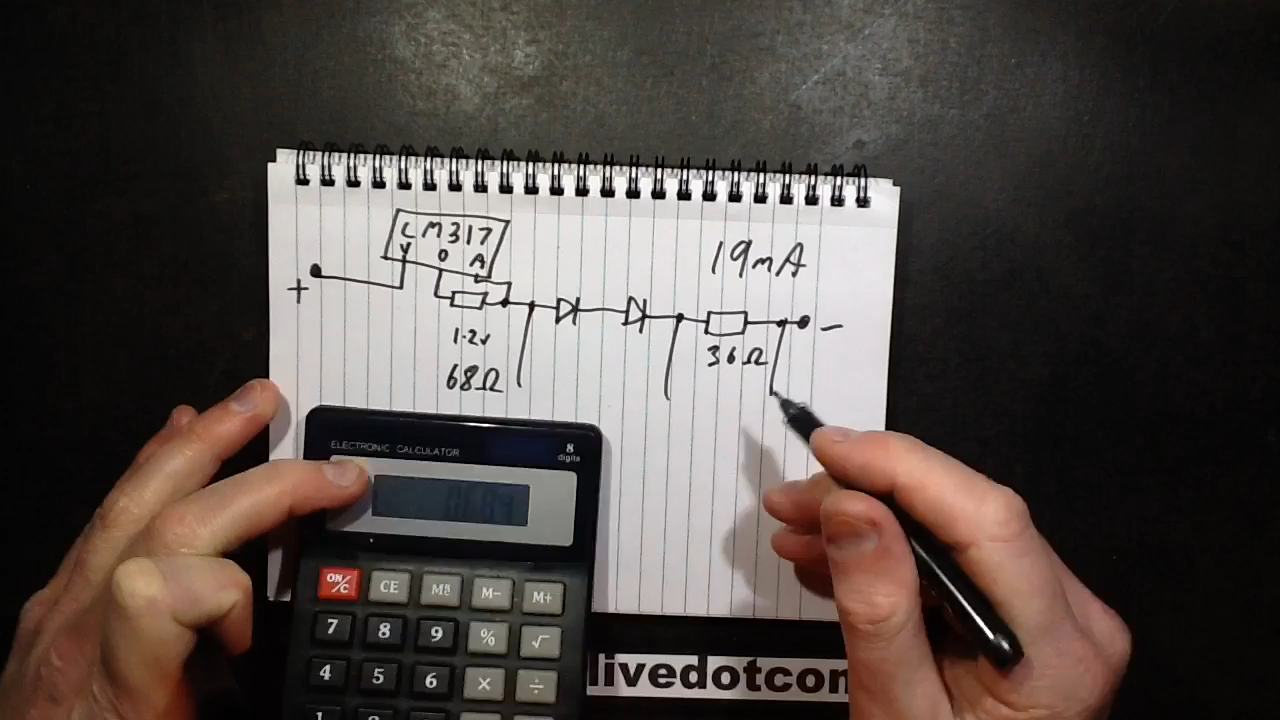 LM317
V O A
19mA
+
−
1.2v
36Ω
68Ω
ELECTRONIC CALCULATOR
8
digits
ON/C CE M– M+
7 8 9 % √
4 5 6 × ÷
livedotcom